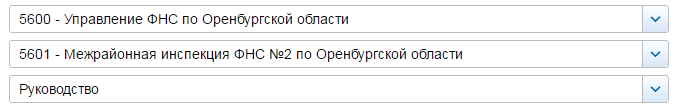 5600 - Управление ФНС по Оренбургской области
5601 - Межрайонная инспекция ФНС №2 по Оренбургской области
Руководство